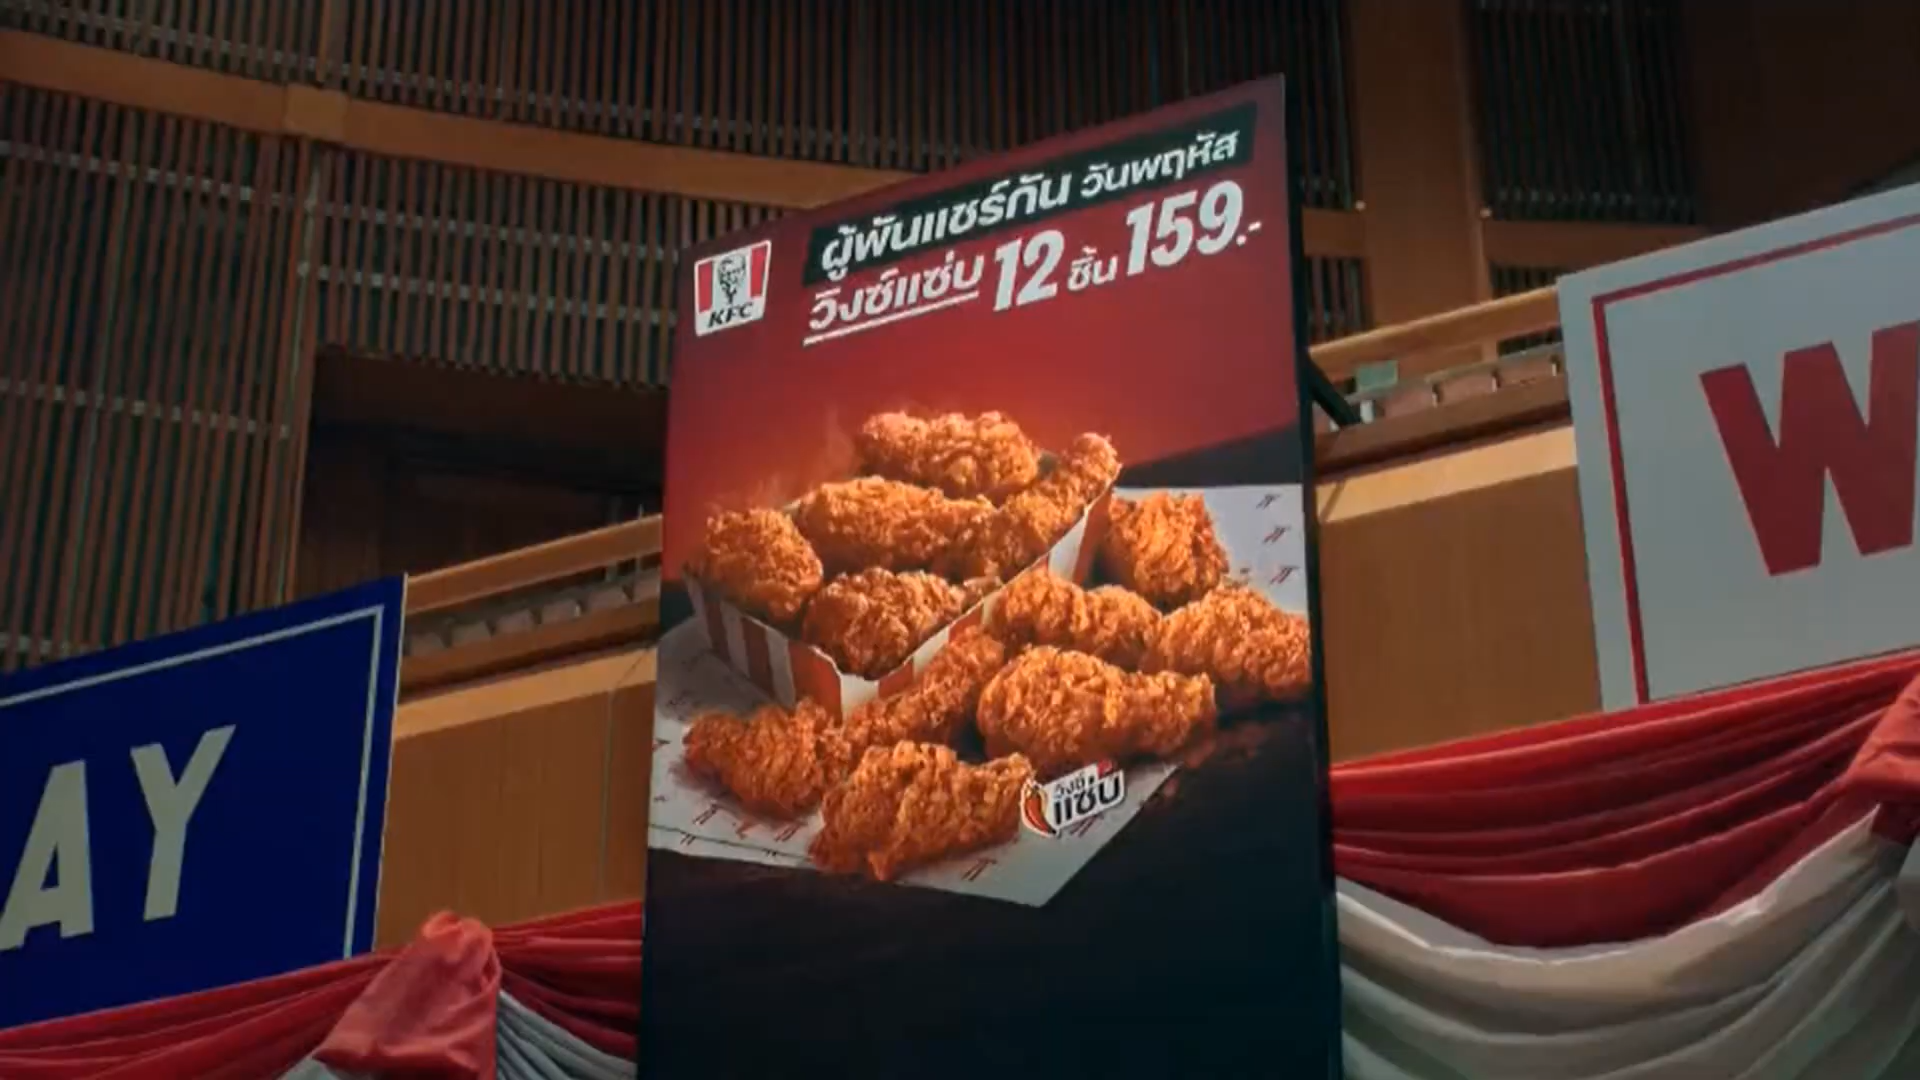 ผู้พันแชร์กัน วันพฤหัส
วิงซ์แซ่บ 12 ชิ้น 159.-
KFC
วิงซ์
แซ่บ
AY
W